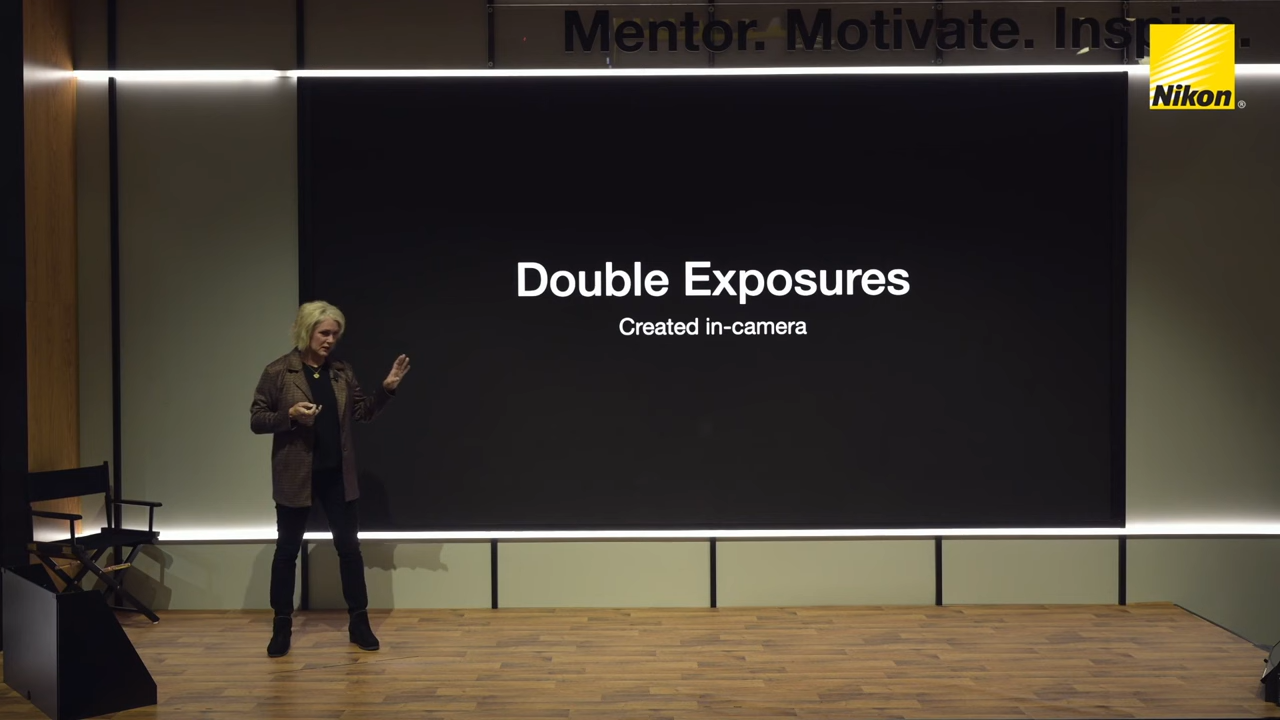 Mentor. Motivate. Inspire.
Nikon®
Double Exposures
Created in-camera